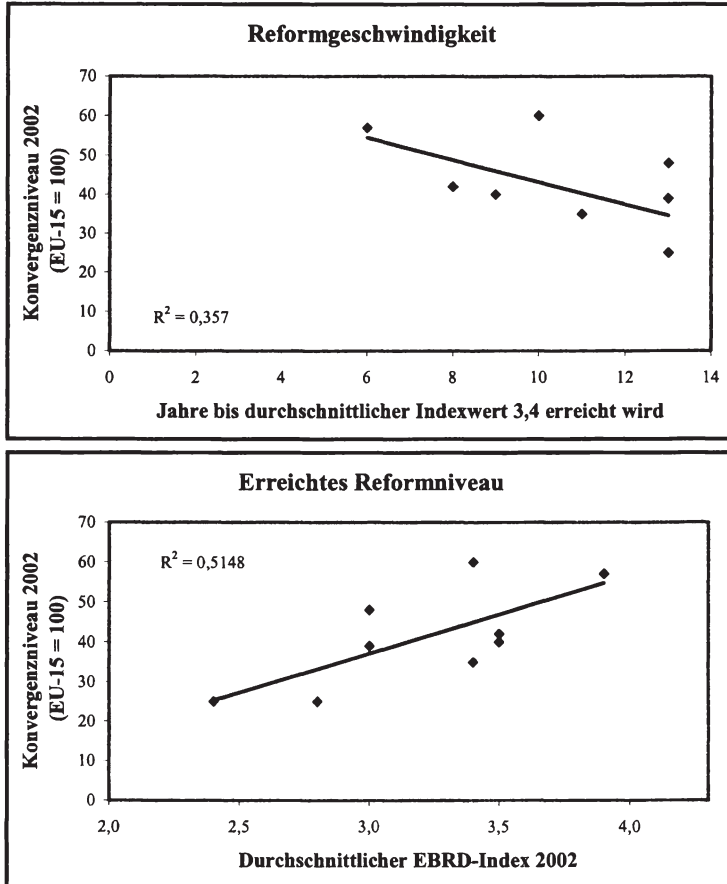 Reformgeschwindigkeit
Konvergenzniveau 2002
(EU-15 = 100)
70
60
50
40
30
20
10
0
R² = 0,357
0 2 4 6 8 10 12 14
Jahre bis durchschnittlicher Indexwert 3,4 erreicht wird
Erreichtes Reformniveau
Konvergenzniveau 2002
(EU-15 = 100)
70
60
50
40
30
20
10
0
R² = 0,5148
2,0 2,5 3,0 3,5 4,0
Durchschnittlicher EBRD-Index 2002